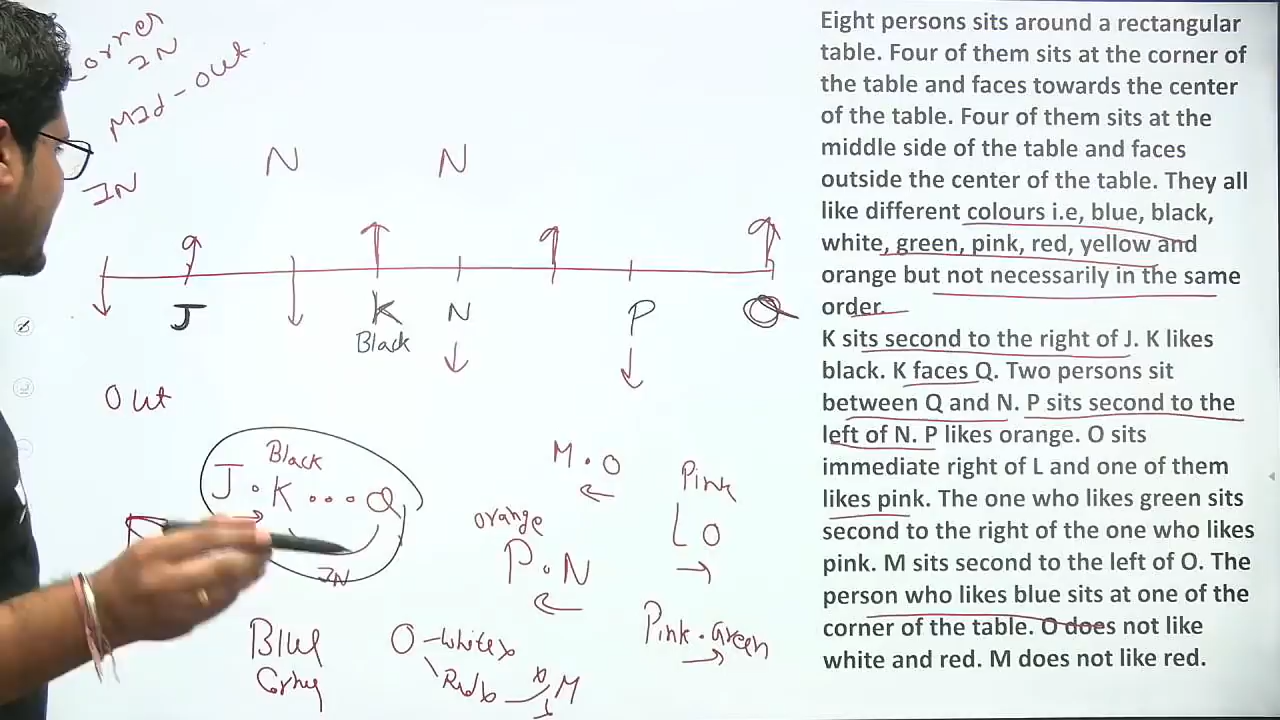 Corner
IN
Mid-out
IN
N N
J K N P Q
Black
Out
Black
J . K . . . Q
IN
M . O
Pink
orange
L O
P . N
Pink . Green
Blue
O - white x
Red x
M
Eight persons sits around a rectangular
table. Four of them sits at the corner of
the table and faces towards the center
of the table. Four of them sits at the
middle side of the table and faces
outside the center of the table. They all
like different colours i.e, blue, black,
white, green, pink, red, yellow and
orange but not necessarily in the same
order.
K sits second to the right of J. K likes
black. K faces Q. Two persons sit
between Q and N. P sits second to the
left of N. P likes orange. O sits
immediate right of L and one of them
likes pink. The one who likes green sits
second to the right of the one who likes
pink. M sits second to the left of O. The
person who likes blue sits at one of the
corner of the table. O does not like
white and red. M does not like red.